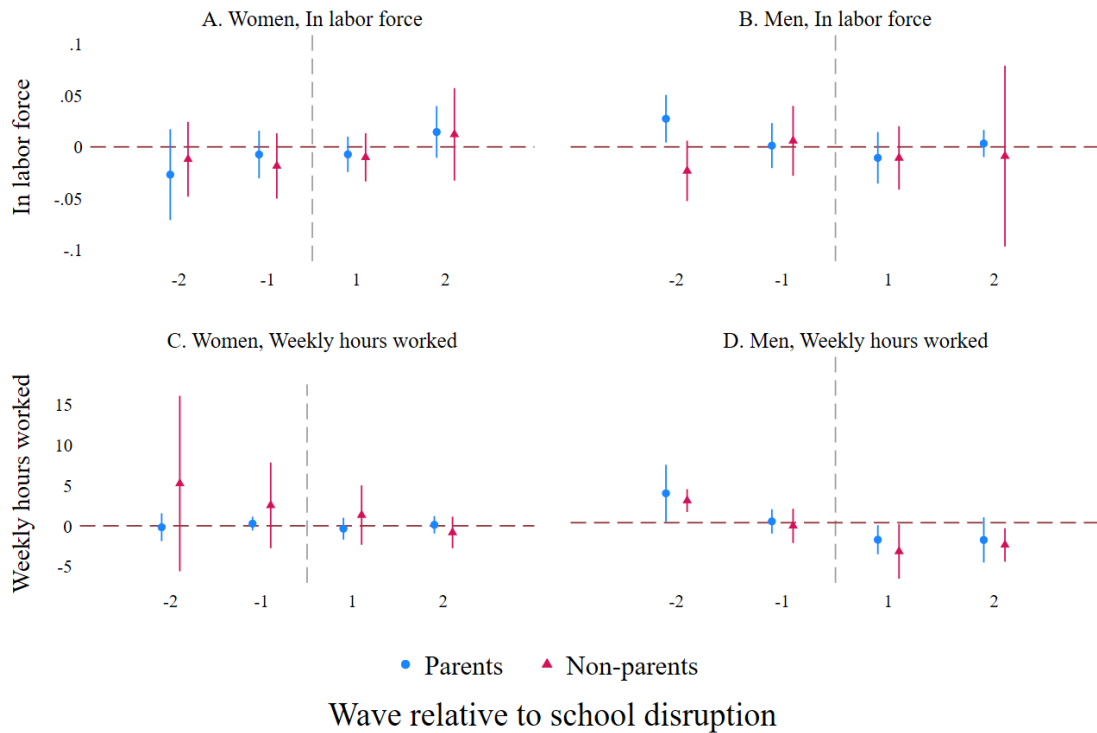 A. Women, In labor force
B. Men, In labor force
In labor force
.1
.05
0
-.05
-.1
-2 -1 1 2
-2 -1 1 2
C. Women, Weekly hours worked
D. Men, Weekly hours worked
Weekly hours worked
15
10
5
0
-5
-2 -1 1 2
-2 -1 1 2
Parents Non-parents
Wave relative to school disruption